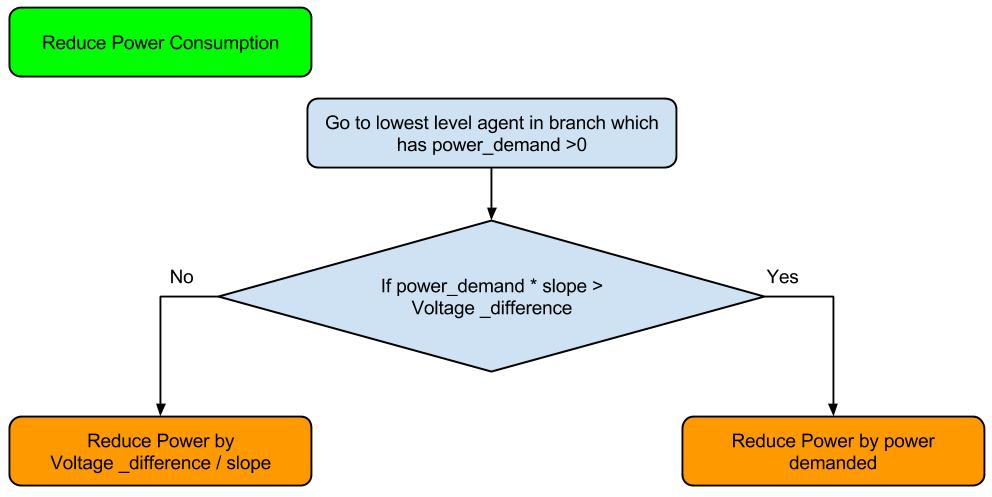 Reduce Power Consumption
Go to lowest level agent in branch which
has power_demand >0
If power_demand * slope >
Voltage _difference
No
Yes
Reduce Power by
Voltage _difference / slope
Reduce Power by power
demanded